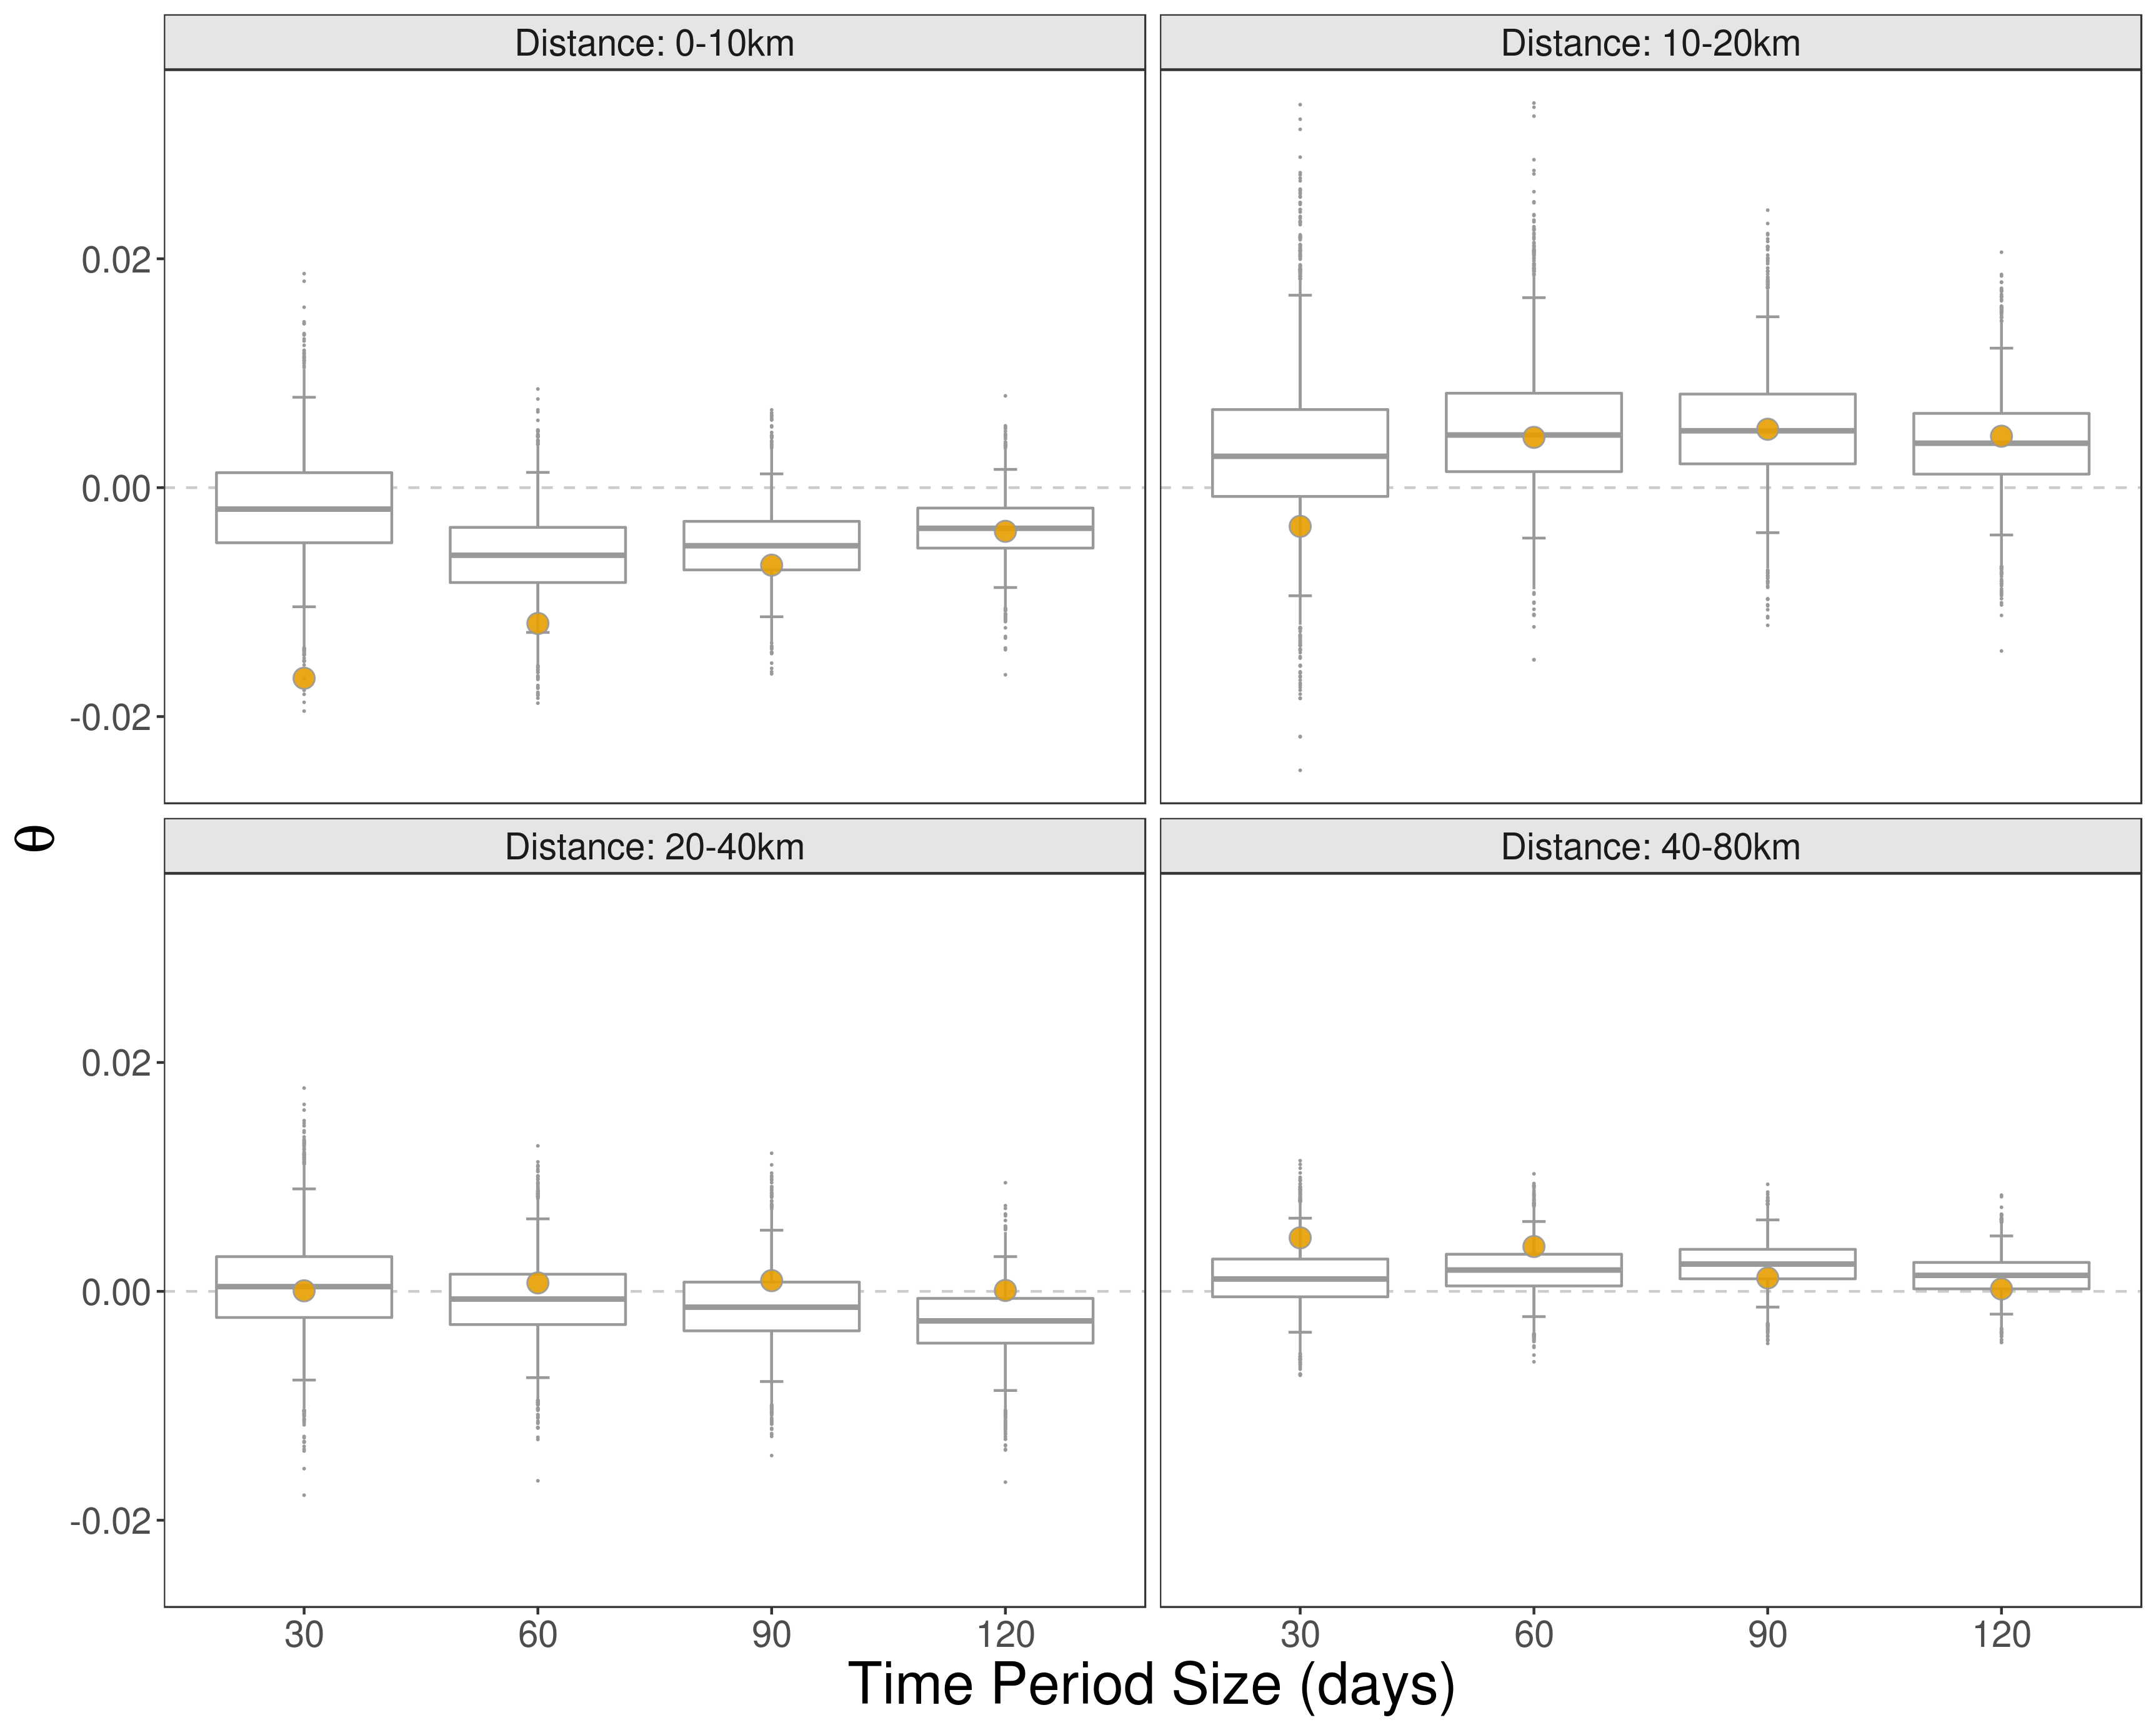 Distance: 0-10km
Distance: 10-20km
0.02
0.00
-0.02
θ
Distance: 20-40km
Distance: 40-80km
0.02
0.00
-0.02
30 60 90 120 30 60 90 120
Time Period Size (days)